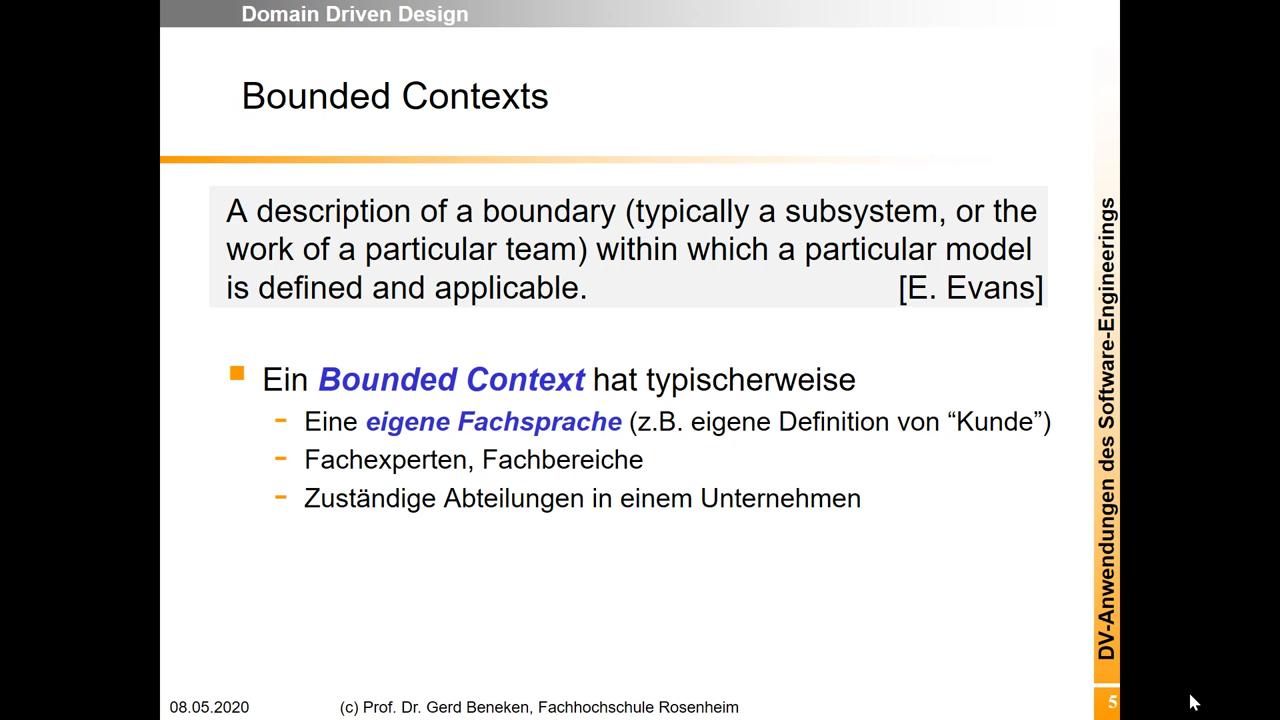 Domain Driven Design
Bounded Contexts
A description of a boundary (typically a subsystem, or the
work of a particular team) within which a particular model
is defined and applicable. [E. Evans]
Ein Bounded Context hat typischerweise
- Eine eigene Fachsprache (z.B. eigene Definition von “Kunde”)
- Fachexperten, Fachbereiche
- Zuständige Abteilungen in einem Unternehmen
DV-Anwendungen des Software-Engineerings
08.05.2020 (c) Prof. Dr. Gerd Beneken, Fachhochschule Rosenheim
5